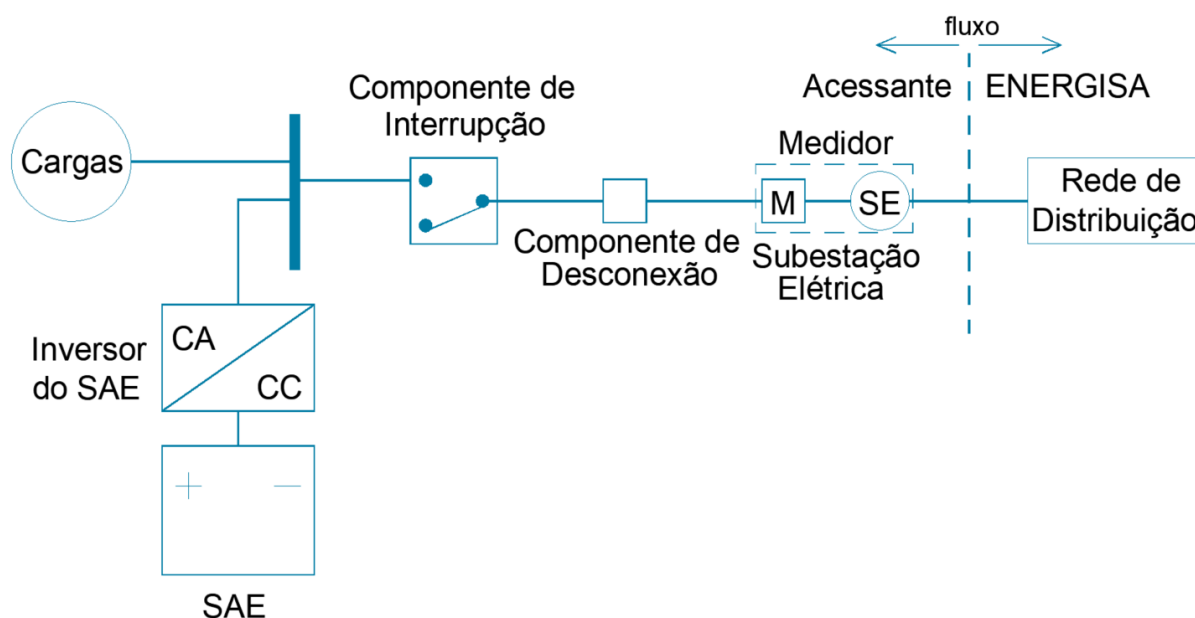 fluxo
Acessante
ENERGISA
Componente de
Interrupção
Medidor
Cargas
M
SE
Rede de
Distribuição
Componente de
Desconexão
Subestação
Elétrica
Inversor
do SAE
CA
CC
+ −
SAE